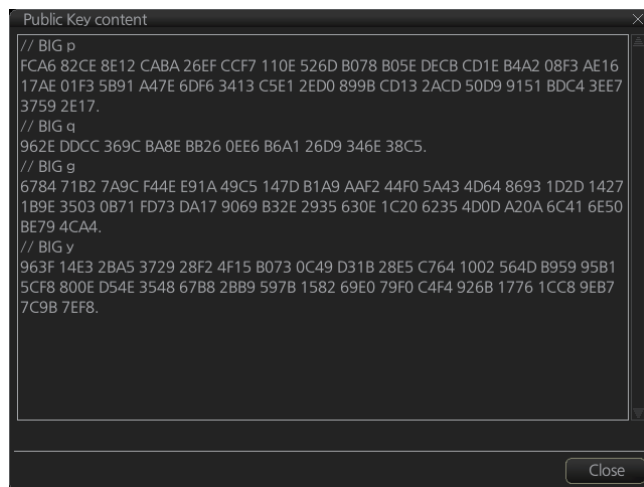 Public Key content
// BIG p
FCA6 82CE 8E12 CABA 26EF CCF7 110E 526D B078 B05E DECB CD1E B4A2 08F3 AE16
17AE 01F3 5B91 A47E 6DF6 3413 C5E1 2ED0 899B CD13 2ACD 50D9 9151 BDC4 3EE7
3759 2E17.
// BIG q
962E DDCC 369C BA8E BB26 0EE6 B6A1 26D9 346E 38C5.
// BIG g
6784 71B2 7A9C F44E E91A 49C5 147D B1A9 AAF2 44F0 5A43 4D64 8693 1D2D 1427
1B9E 3503 0B71 FD73 DA17 9069 B32E 2935 630E 1C20 6235 4D0D A20A 6C41 6E50
BE79 4CA4.
// BIG y
963F 14E3 2BA5 3729 28F2 4F15 B073 0C49 D31B 28E5 C764 1002 564D B959 95B1
5CF8 800E D54E 3548 67B8 2BB9 597B 1582 69E0 79F0 C4F4 926B 1776 1CC8 9EB7
7C9B 7EF8.
Close